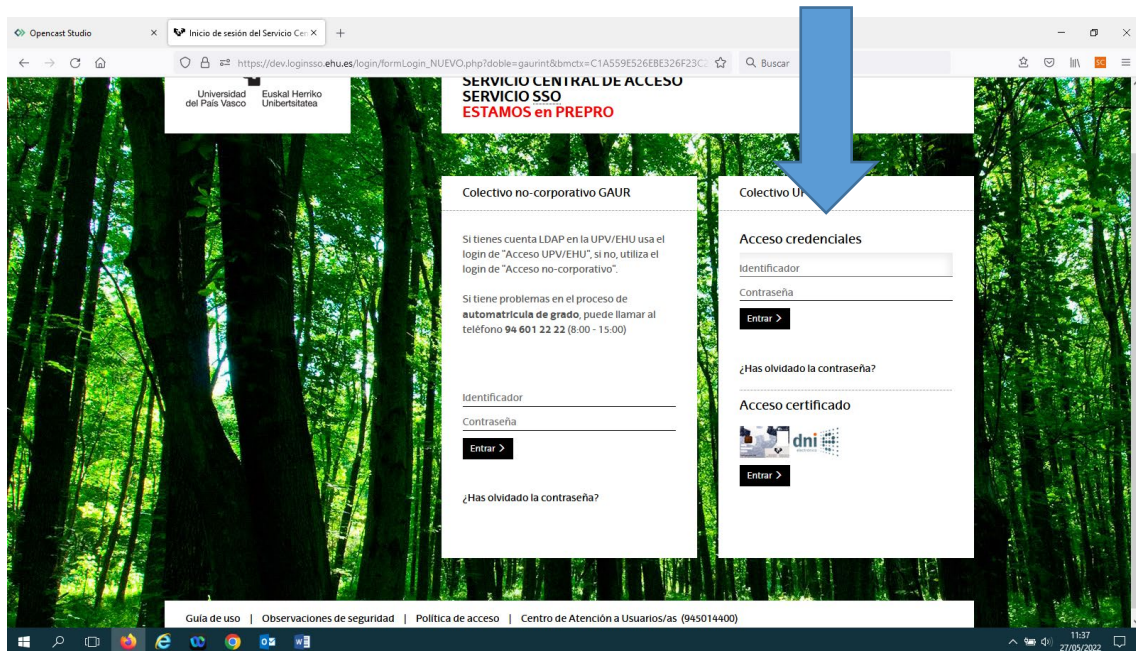 Opencast Studio
Inicio de sesión del Servicio Cen
https://dev.loginsso.ehu.es/login/formLogin_NUEVO.php?doble=gaurint&bmctx=C1A559E526EBE326F23C2
Buscar
SC
Universidad del País Vasco
Euskal Herriko Unibertsitatea
SERVICIO CENTRAL DE ACCESO
SERVICIO SSO
ESTAMOS en PREPRO
Colectivo no-corporativo GAUR
Si tienes cuenta LDAP en la UPV/EHU usa el
login de "Acceso UPV/EHU", si no, utiliza el
login de "Acceso no-corporativo".
Si tiene problemas en el proceso de
automatricula de grado, puede llamar al
teléfono 94 601 22 22 (8:00 - 15:00)
Identificador
Contraseña
Entrar >
¿Has olvidado la contraseña?
Colectivo
Acceso credenciales
Identificador
Contraseña
Entrar >
¿Has olvidado la contraseña?
Acceso certificado
dni
Entrar >
Guía de uso | Observaciones de seguridad | Política de acceso | Centro de Atención a Usuarios/as (945014400)
11:37
27/05/2022